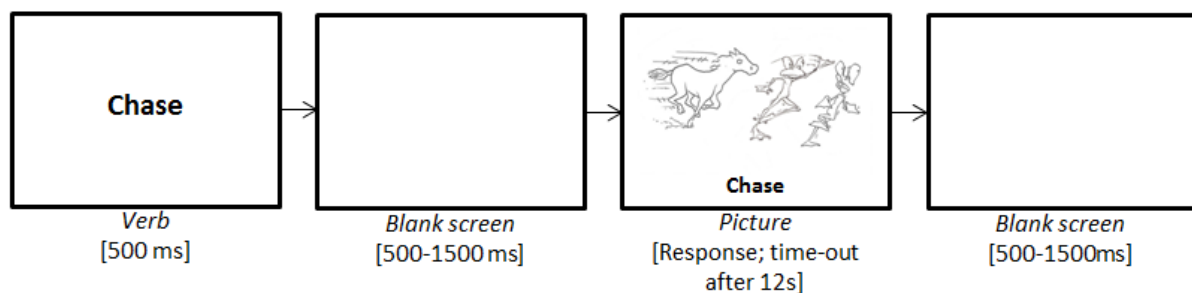 Chase
Verb
[500 ms]
Blank screen
[500-1500 ms]
Chase
Picture
[Response; time-out
after 12s]
Blank screen
[500-1500ms]